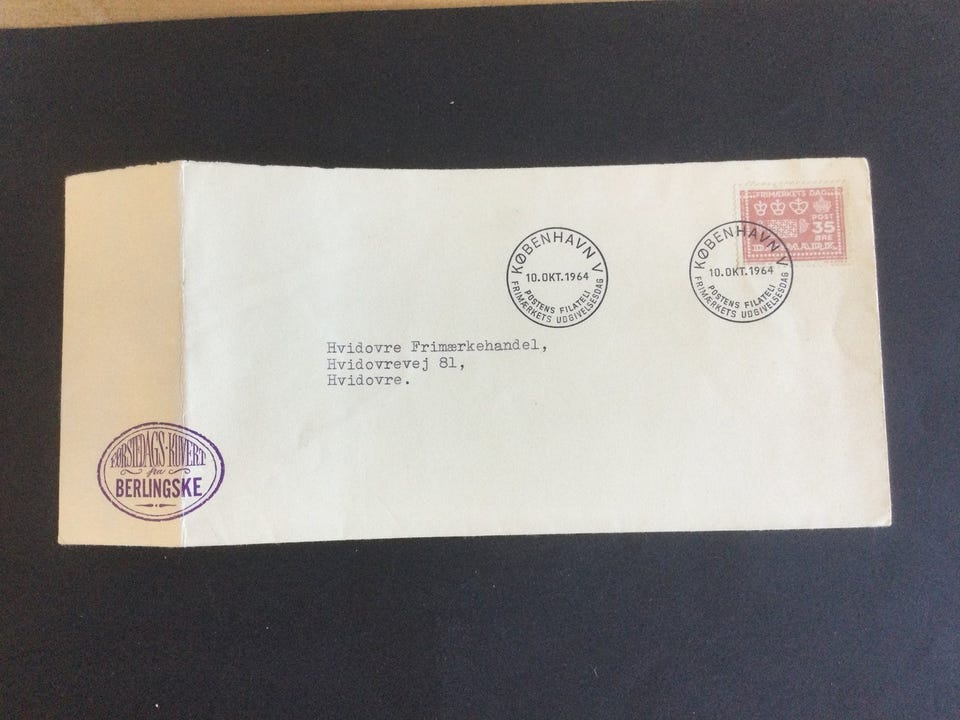 FRIMÆRKETS DAG
POST
35
ØRE
DANMARK
KØBENHAVN V
10.OKT.1964
POSTENS FILATELI
FRIMÆRKETS UDGIVELSESDAG
KØBENHAVN V
10.OKT.1964
POSTENS FILATELI
FRIMÆRKETS UDGIVELSESDAG
Hvidovre Frimærkehandel,
Hvidovrevej 81,
Hvidovre.
FØRSTEDAGS·KUVERT
fra
BERLINGSKE